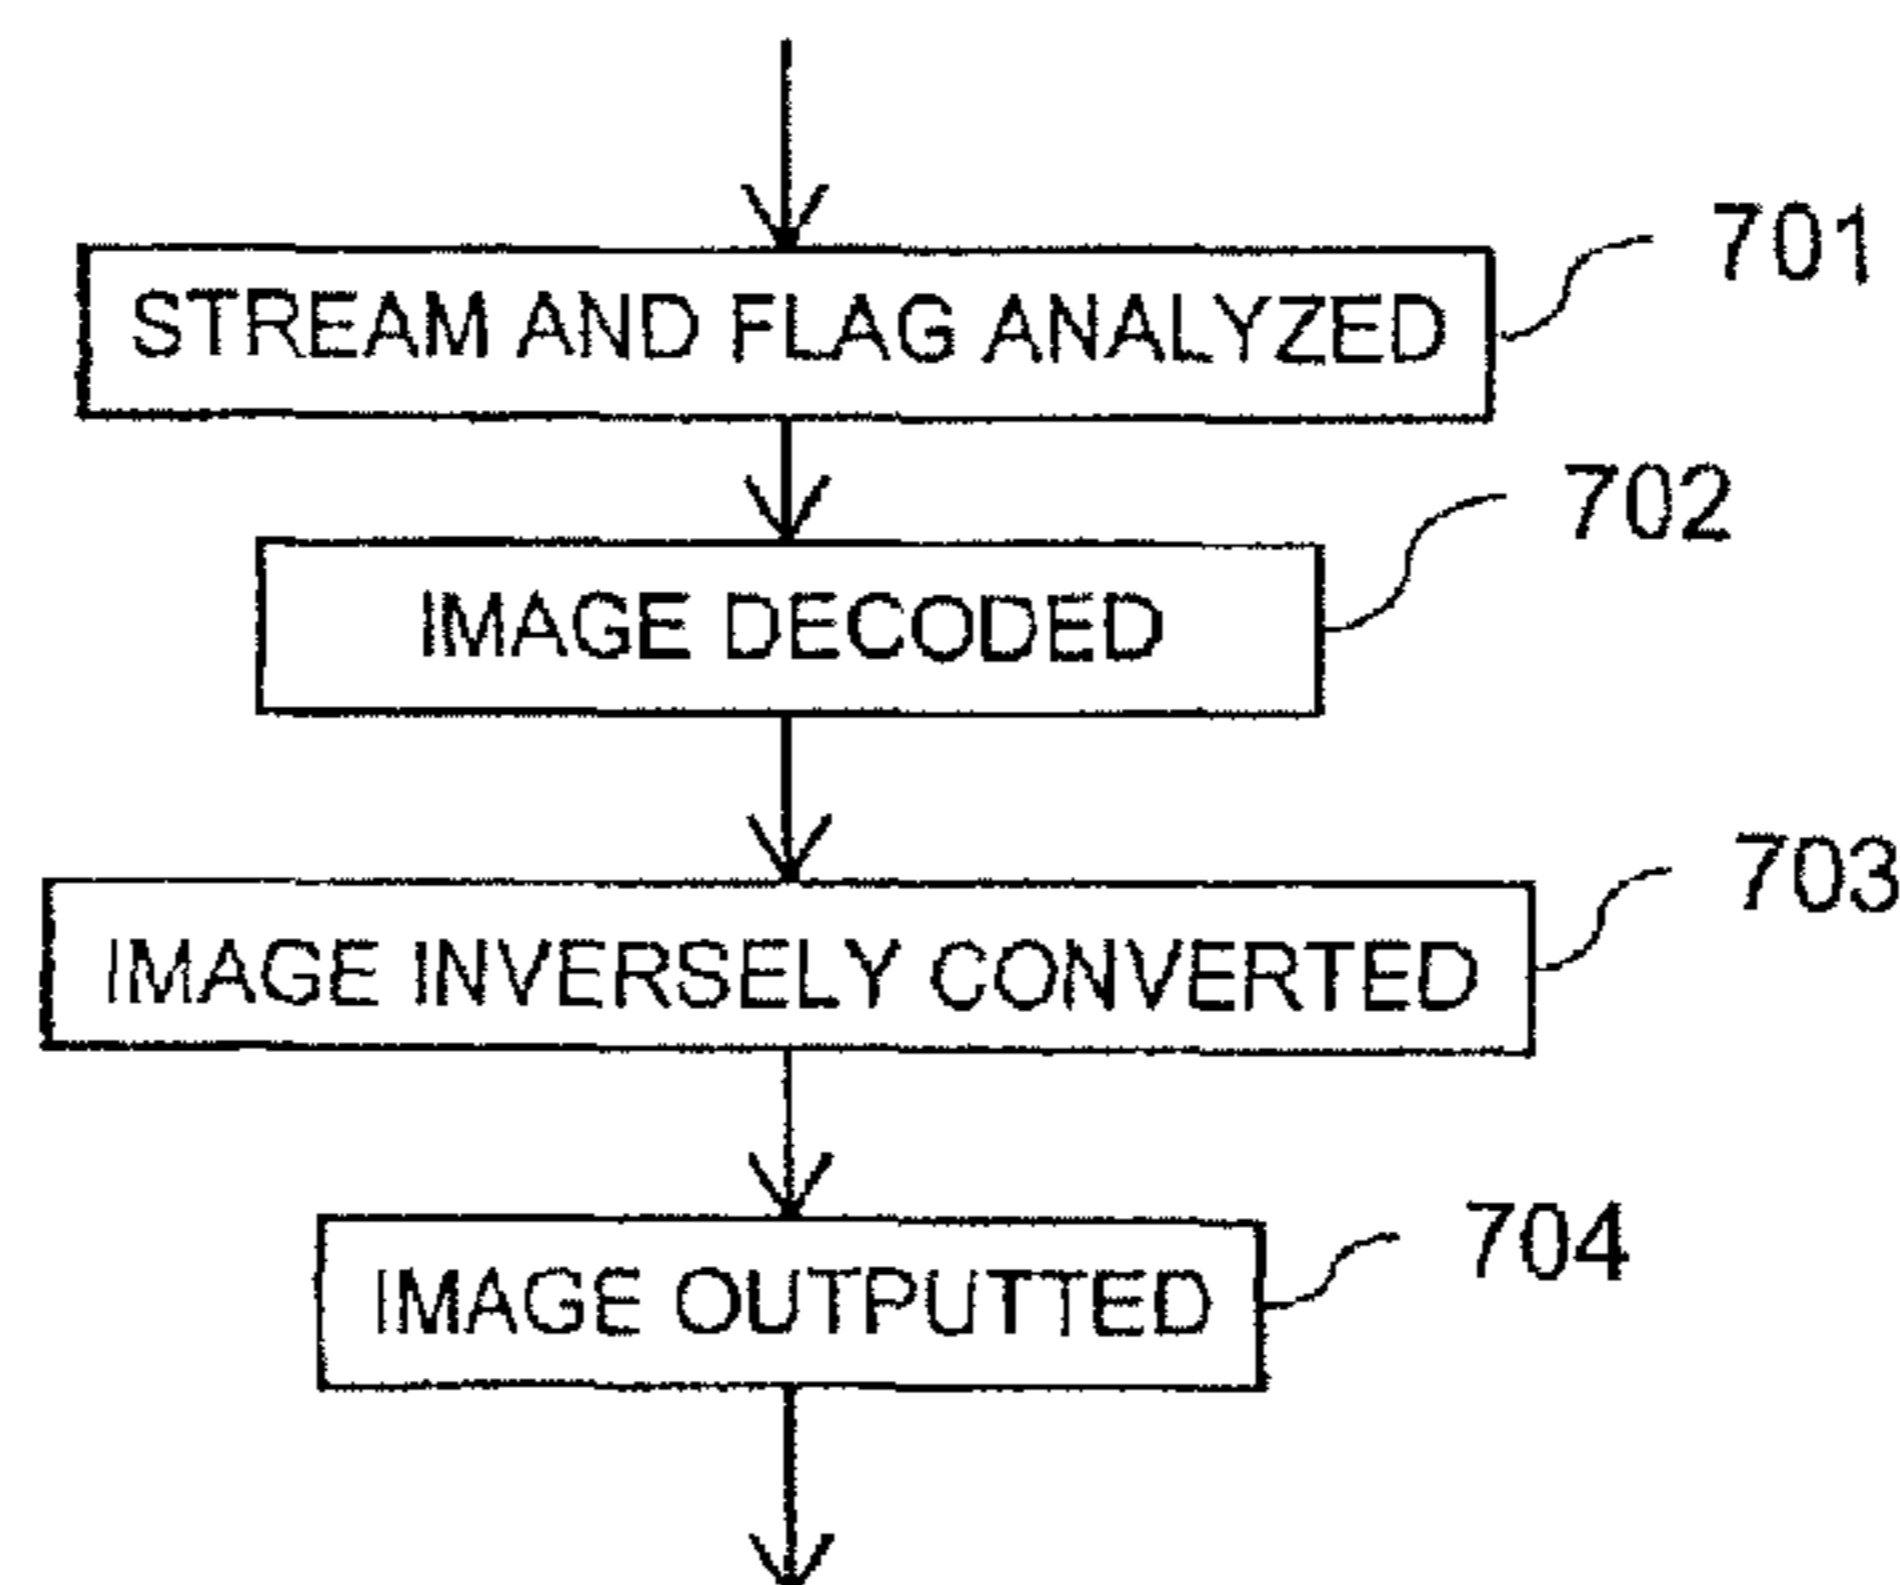 701
STREAM AND FLAG ANALYZED
702
IMAGE DECODED
703
IMAGE INVERSELY CONVERTED
704
IMAGE OUTPUTTED